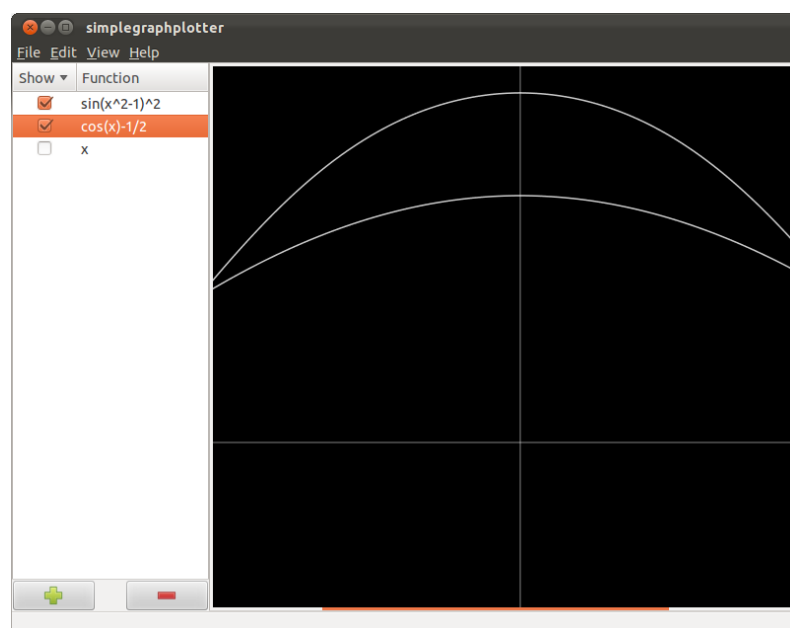 simplegraphplotter
File Edit View Help
Show Function
sin(x^2-1)^2
cos(x)-1/2
x